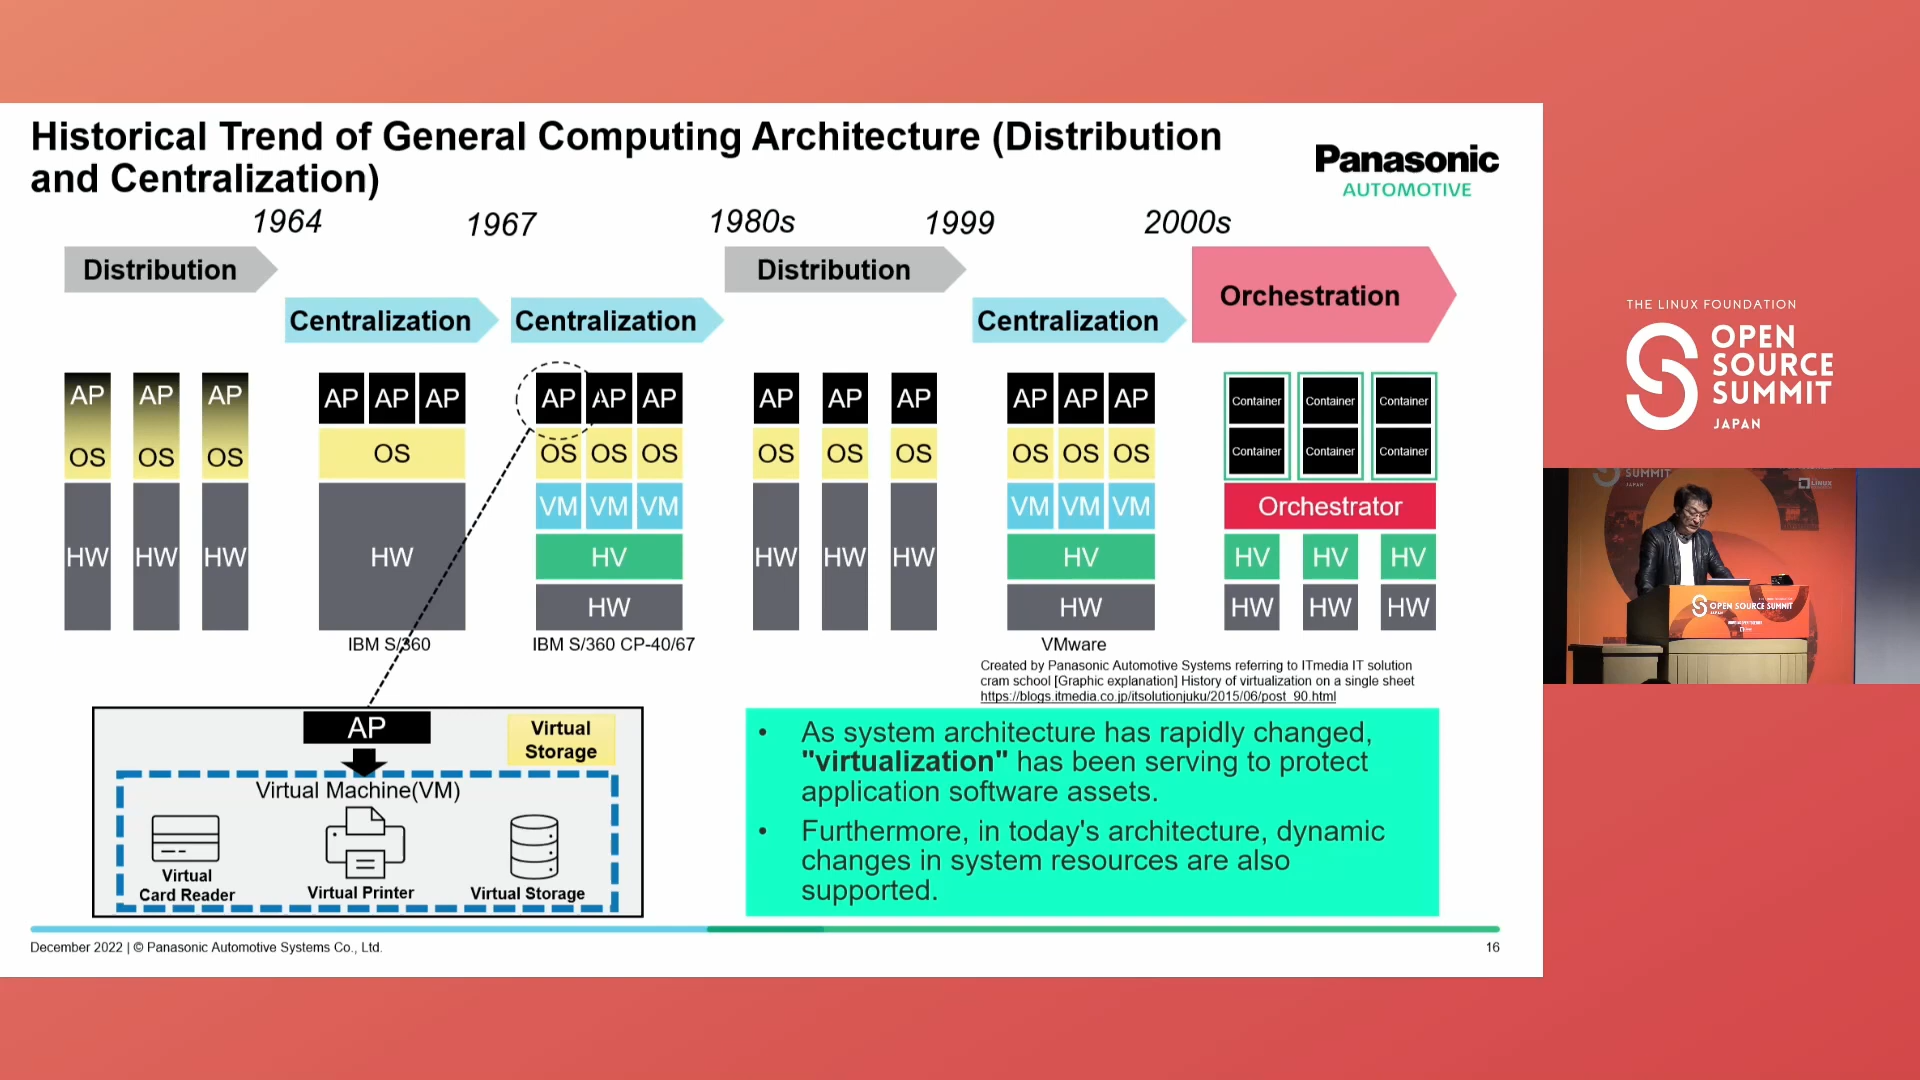 Historical Trend of General Computing Architecture (Distribution
and Centralization)
Panasonic
AUTOMOTIVE
1964
1967
1980s
1999
2000s
Distribution
Centralization
Centralization
Distribution
Centralization
Orchestration
AP AP AP
OS OS OS
HW HW HW
AP AP AP
OS
HW
IBM S/360
AP AP AP
OS OS OS
VM VM VM
HV
HW
IBM S/360 CP-40/67
AP AP AP
OS OS OS
HW HW HW
AP AP AP
OS OS OS
VM VM VM
HV
HW
VMware
Container Container Container
Container Container Container
Orchestrator
HV HV HV
HW HW HW
Created by Panasonic Automotive Systems referring to ITmedia IT solution
cram school [Graphic explanation] History of virtualization on a single sheet
https://blogs.itmedia.co.jp/itsolutionjuku/2015/06/post_90.html
AP
Virtual
Storage
Virtual Machine(VM)
Virtual
Card Reader
Virtual Printer
Virtual Storage
• As system architecture has rapidly changed,
"virtualization" has been serving to protect
application software assets.
• Furthermore, in today's architecture, dynamic
changes in system resources are also
supported.
December 2022 | © Panasonic Automotive Systems Co., Ltd.
16
THE LINUX FOUNDATION
OPEN
SOURCE
SUMMIT
JAPAN
SUMMIT
JAPAN
LINUX
OPEN SOURCE SUMMIT